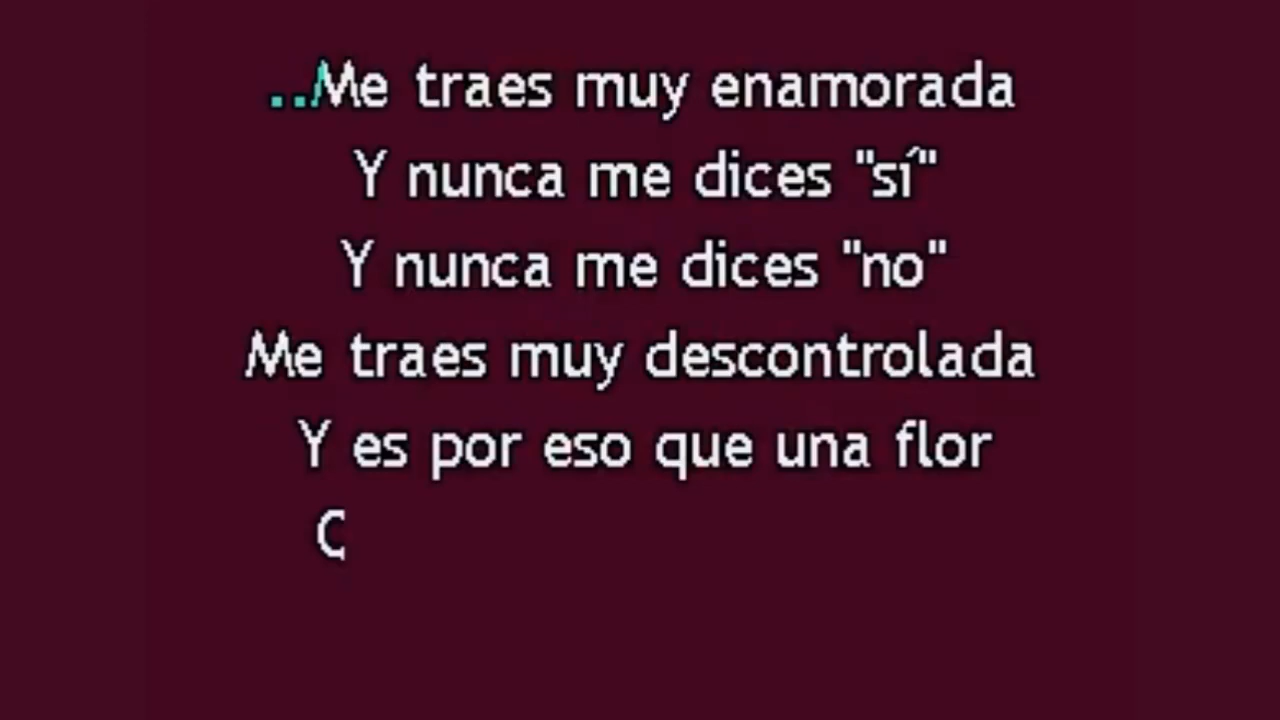 ...Me traes muy enamorada
Y nunca me dices "sí"
Y nunca me dices "no"
Me traes muy descontrolada
Y es por eso que una flor
C